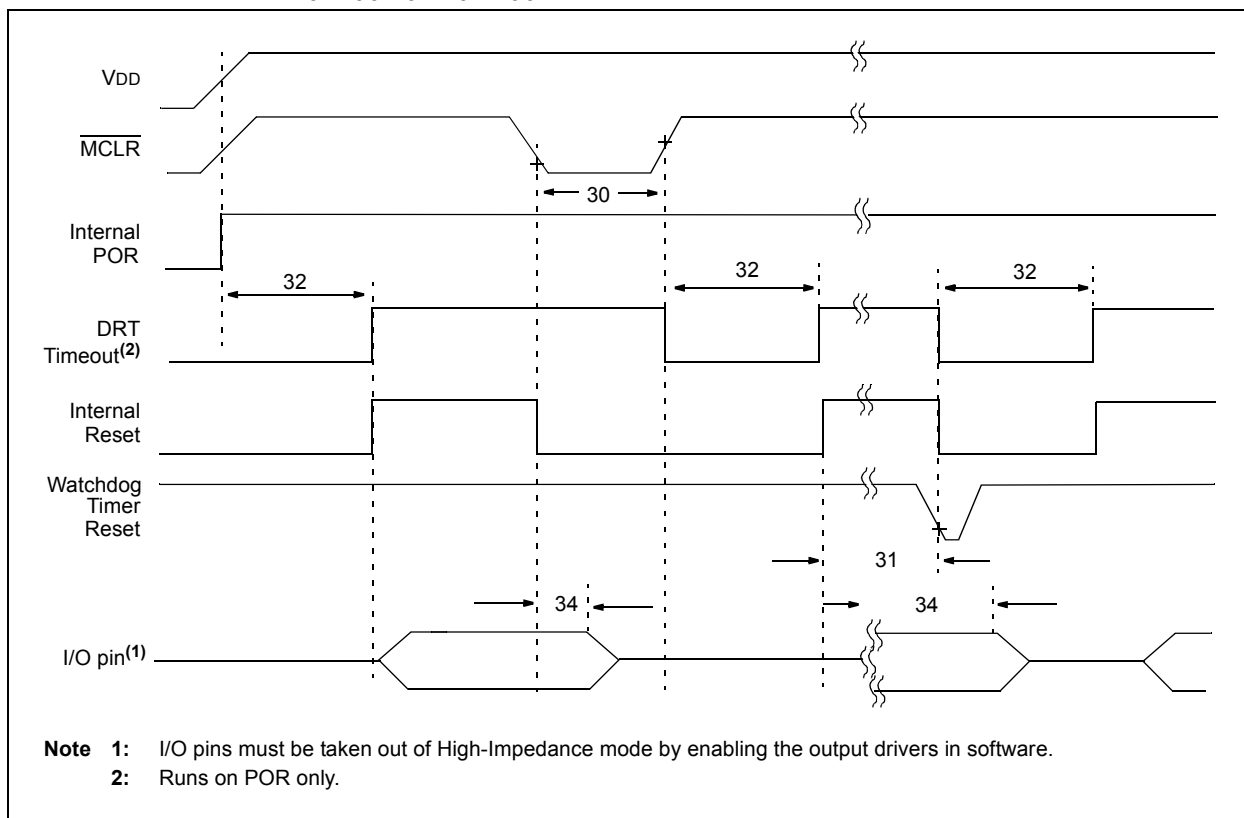 VDD
MCLR
30
Internal
POR
32
32
32
DRT
Timeout(2)
Internal
Reset
Watchdog
Timer
Reset
31
34
34
I/O pin(1)
Note 1: I/O pins must be taken out of High-Impedance mode by enabling the output drivers in software.
2: Runs on POR only.